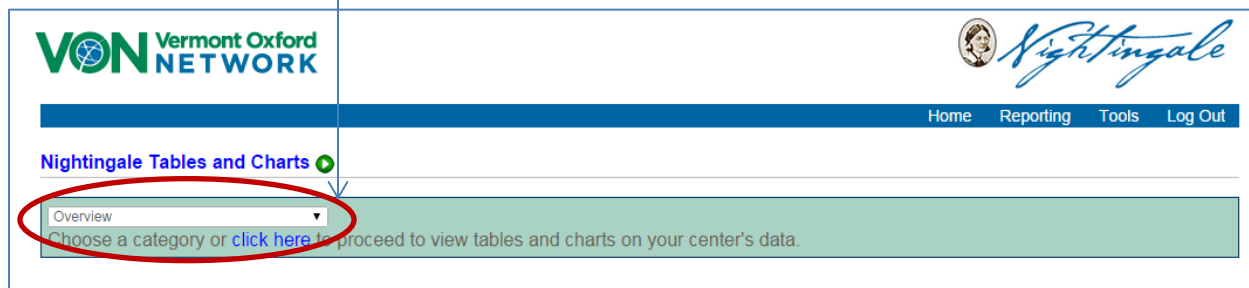 VON Vermont Oxford
NETWORK
Nightingale
Home Reporting Tools Log Out
Nightingale Tables and Charts
Overview
Choose a category or click here to proceed to view tables and charts on your center's data.